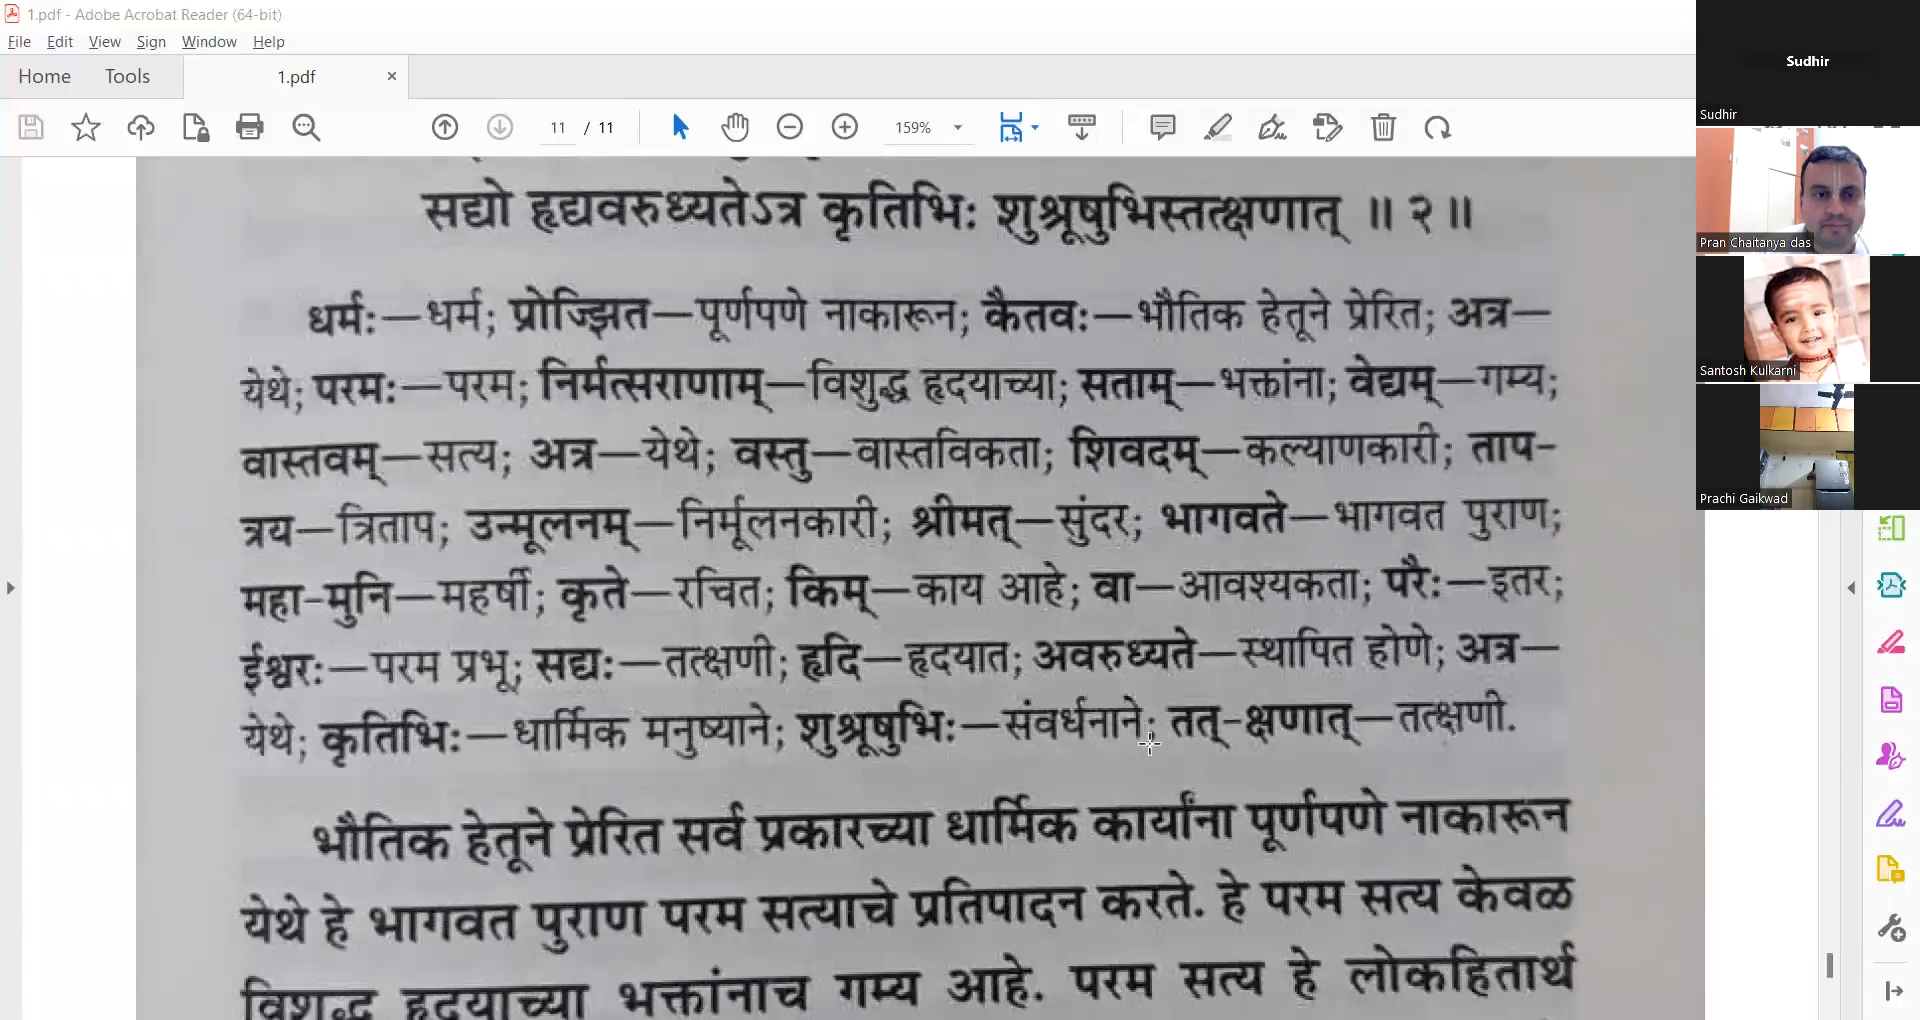 1.pdf - Adobe Acrobat Reader (64-bit)
File Edit View Sign Window Help
Home Tools 1.pdf ×
11 / 11 159%
सद्यो हृद्यवरुध्यतेऽत्र कृतिभिः शुश्रूषुभिस्तत्क्षणात् ॥ २ ॥
धर्मः—धर्म; प्रोज्झित—पूर्णपणे नाकारून; कैतवः—भौतिक हेतूने प्रेरित; अत्र—
येथे; परमः—परम; निर्मत्सराणाम्—विशुद्ध हृदयाच्या; सताम्—भक्तांना; वेद्यम्—गम्य;
वास्तवम्—सत्य; अत्र—येथे; वस्तु—वास्तविकता; शिवदम्—कल्याणकारी; ताप-
त्रय—त्रिताप; उन्मूलनम्—निर्मूलनकारी; श्रीमत्—सुंदर; भागवते—भागवत पुराण;
महा-मुनि—महर्षी; कृते—रचित; किम्—काय आहे; वा—आवश्यकता; परैः—इतर;
ईश्वरः—परम प्रभू; सद्यः—तत्क्षणी; हृदि—हृदयात; अवरुध्यते—स्थापित होणे; अत्र—
येथे; कृतिभिः—धार्मिक मनुष्याने; शुश्रूषुभिः—संवर्धनाने; तत्-क्षणात्—तत्क्षणी.
भौतिक हेतूने प्रेरित सर्व प्रकारच्या धार्मिक कार्यांना पूर्णपणे नाकारून
येथे हे भागवत पुराण परम सत्याचे प्रतिपादन करते. हे परम सत्य केवळ
विशुद्ध हृदयाच्या भक्तांनाच गम्य आहे. परम सत्य हे लोकहितार्थ
Sudhir
Sudhir
Pran Chaitanya das
Santosh Kulkarni
Prachi Gaikwad